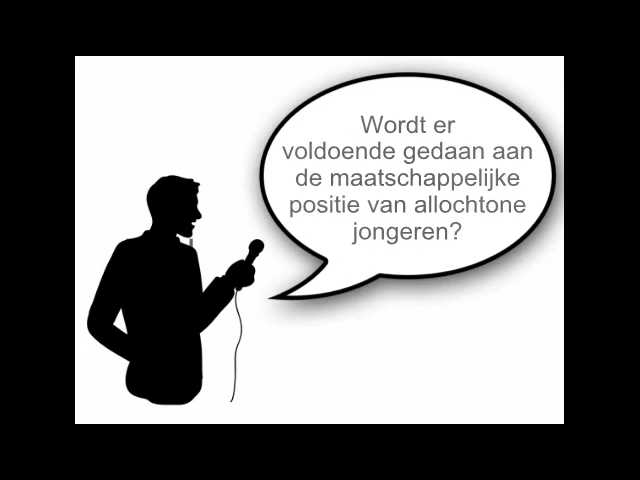 Wordt er
voldoende gedaan aan
de maatschappelijke
positie van allochtone
jongeren?